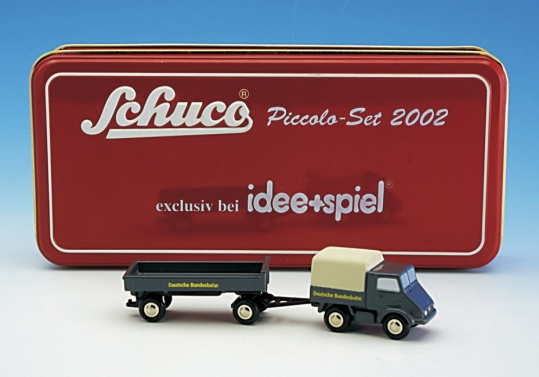 Schuco® Piccolo-Set 2002
exclusiv bei idee+spiel®
Deutsche Bundesbahn
Deutsche Bundesbahn